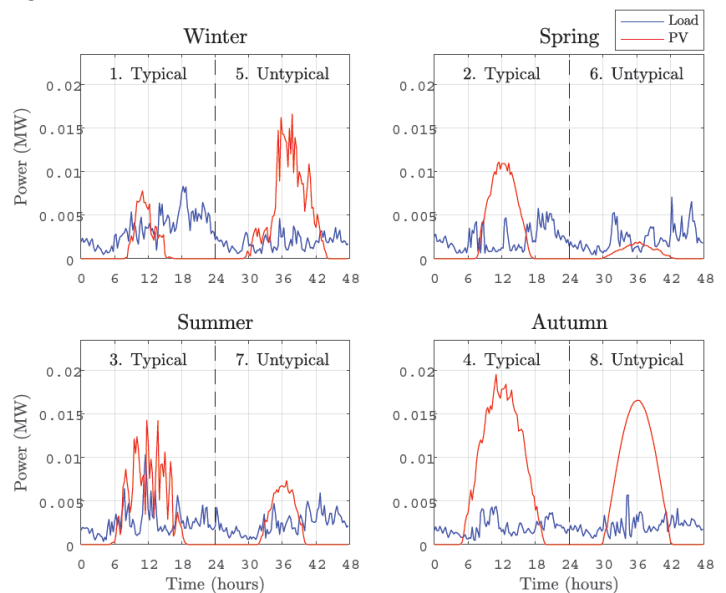 Winter
Spring
Load
PV
1. Typical
5. Untypical
2. Typical
6. Untypical
Power (MW)
0.02
0.015
0.01
0.005
0
0 6 12 18 24 30 36 42 48
0.02
0.015
0.01
0.005
0
0 6 12 18 24 30 36 42 48
Summer
Autumn
3. Typical
7. Untypical
4. Typical
8. Untypical
Power (MW)
0.02
0.015
0.01
0.005
0
0 6 12 18 24 30 36 42 48
Time (hours)
0.02
0.015
0.01
0.005
0
0 6 12 18 24 30 36 42 48
Time (hours)